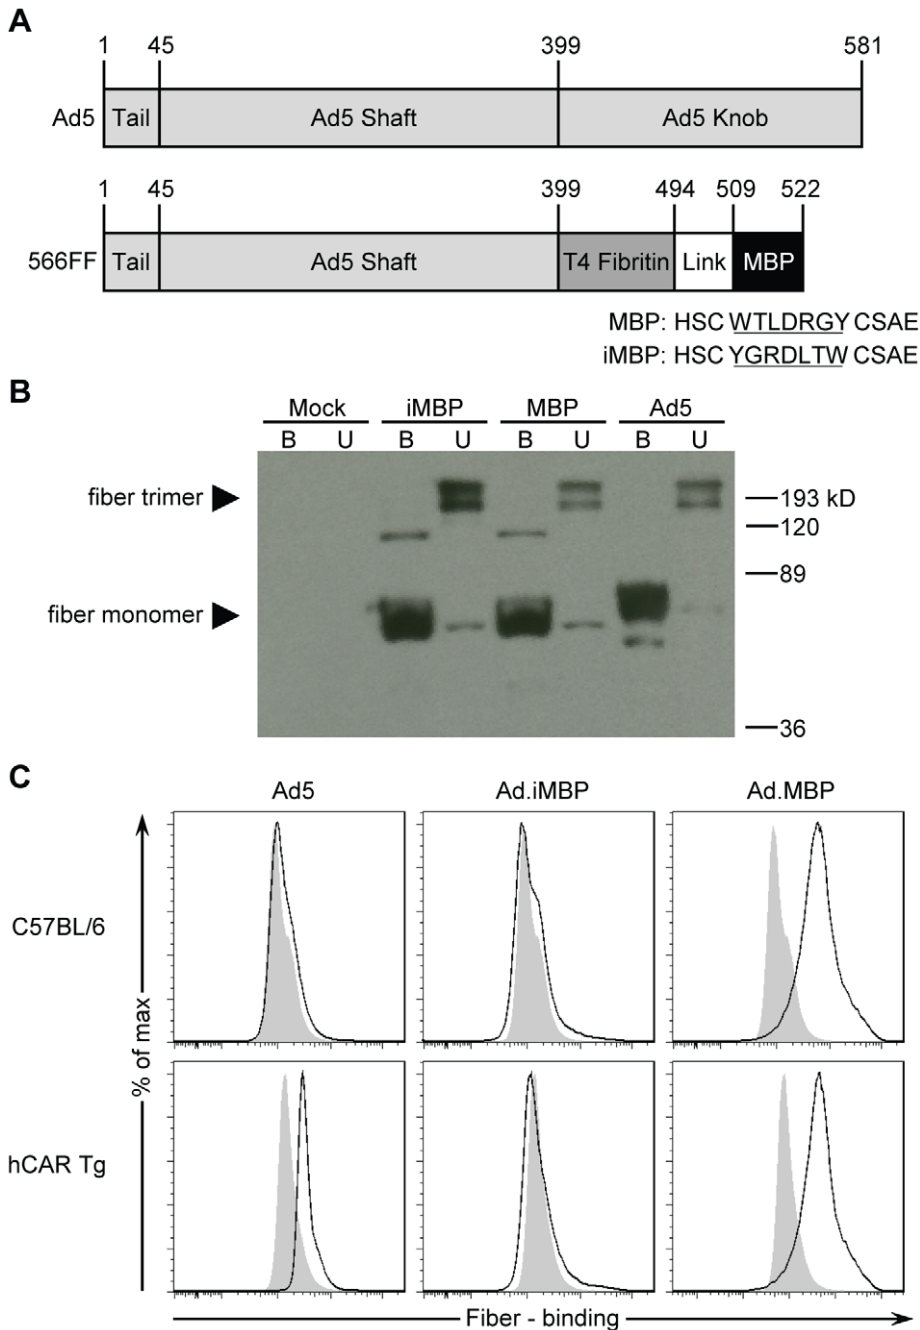 A
1 45 399 581
Ad5 Tail Ad5 Shaft Ad5 Knob
1 45 399 494 509 522
566FF Tail Ad5 Shaft T4 Fibritin Link MBP
MBP: HSC WTLDRGY CSAE
iMBP: HSC YGRDLTW CSAE
B
Mock iMBP MBP Ad5
B U B U B U B U
fiber trimer
193 kD
120
89
fiber monomer
36
C
Ad5 Ad.iMBP Ad.MBP
C57BL/6
% of max
hCAR Tg
Fiber - binding